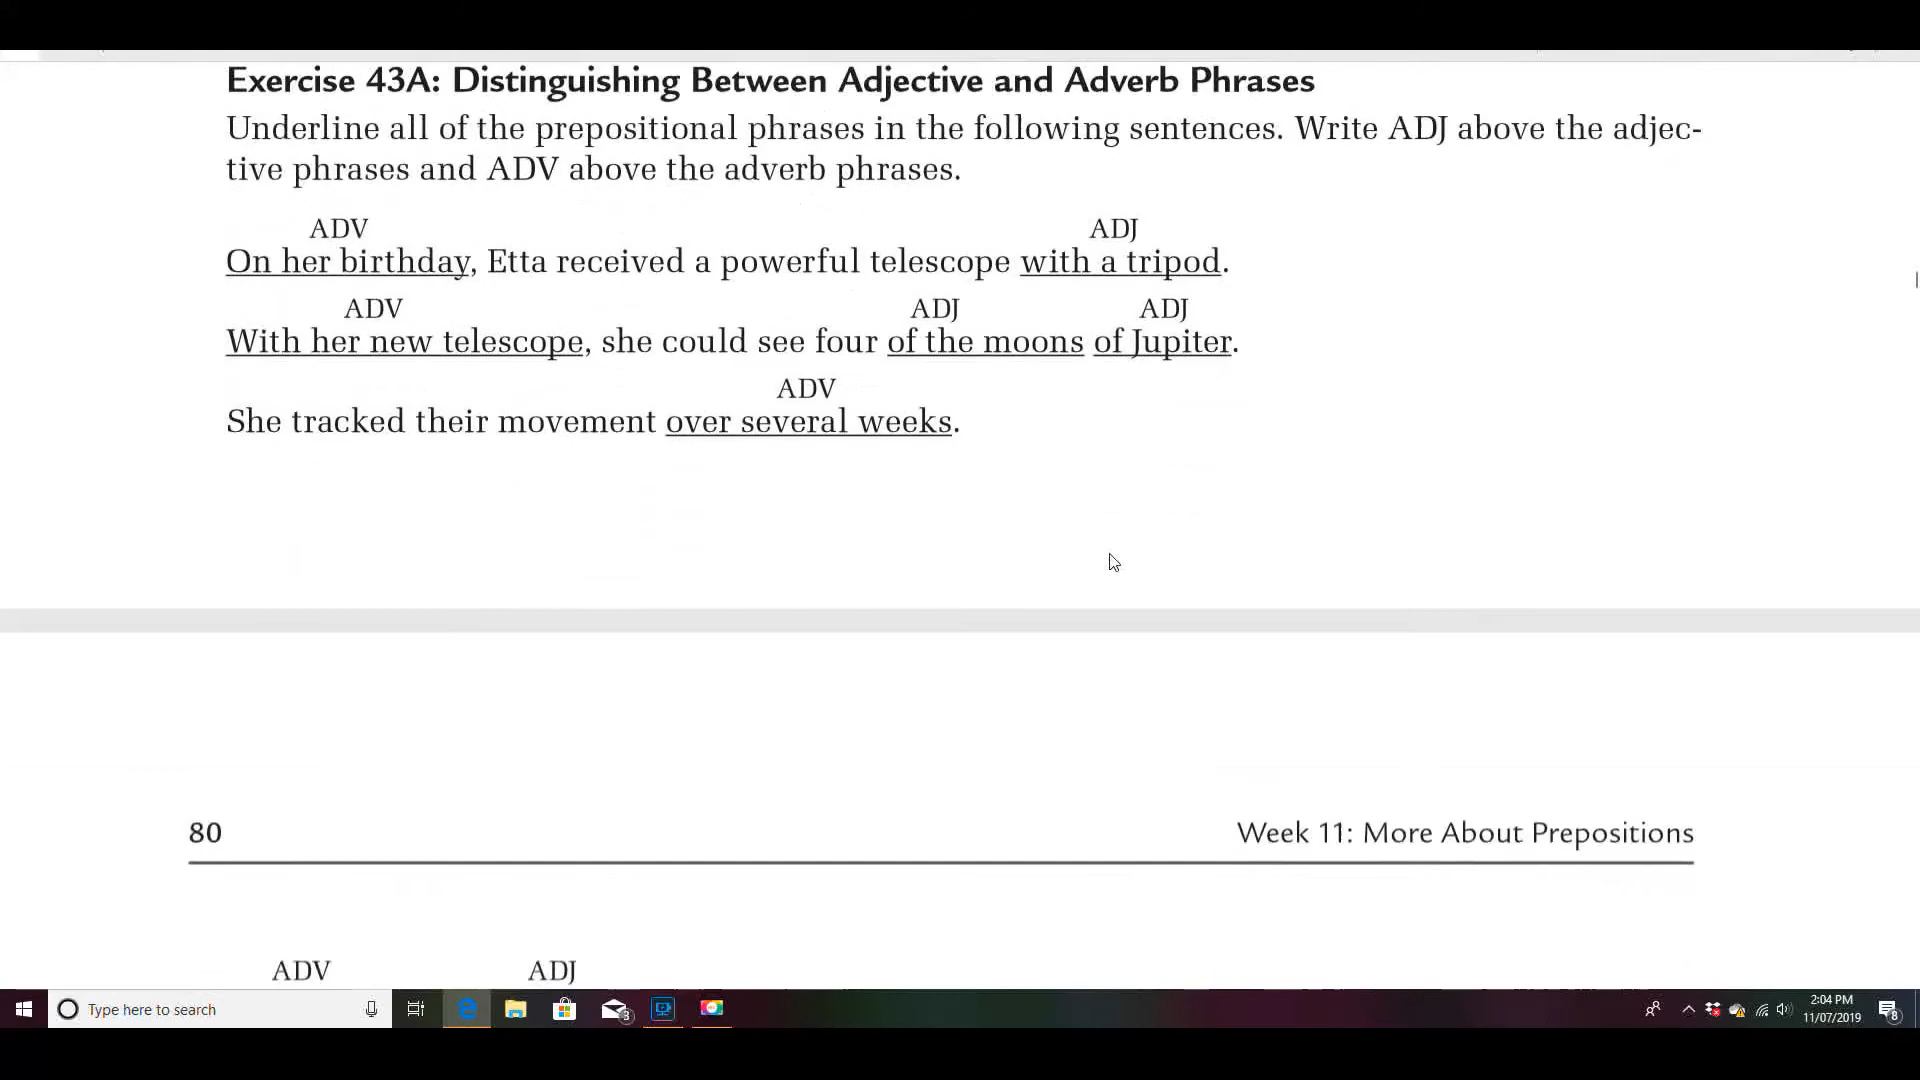 Exercise 43A: Distinguishing Between Adjective and Adverb Phrases
Underline all of the prepositional phrases in the following sentences. Write ADJ above the adjec-
tive phrases and ADV above the adverb phrases.
ADV ADJ
On her birthday, Etta received a powerful telescope with a tripod.
ADV ADJ ADJ
With her new telescope, she could see four of the moons of Jupiter.
ADV
She tracked their movement over several weeks.
80 Week 11: More About Prepositions
ADV ADJ
Type here to search
3
2:04 PM
11/07/2019
8